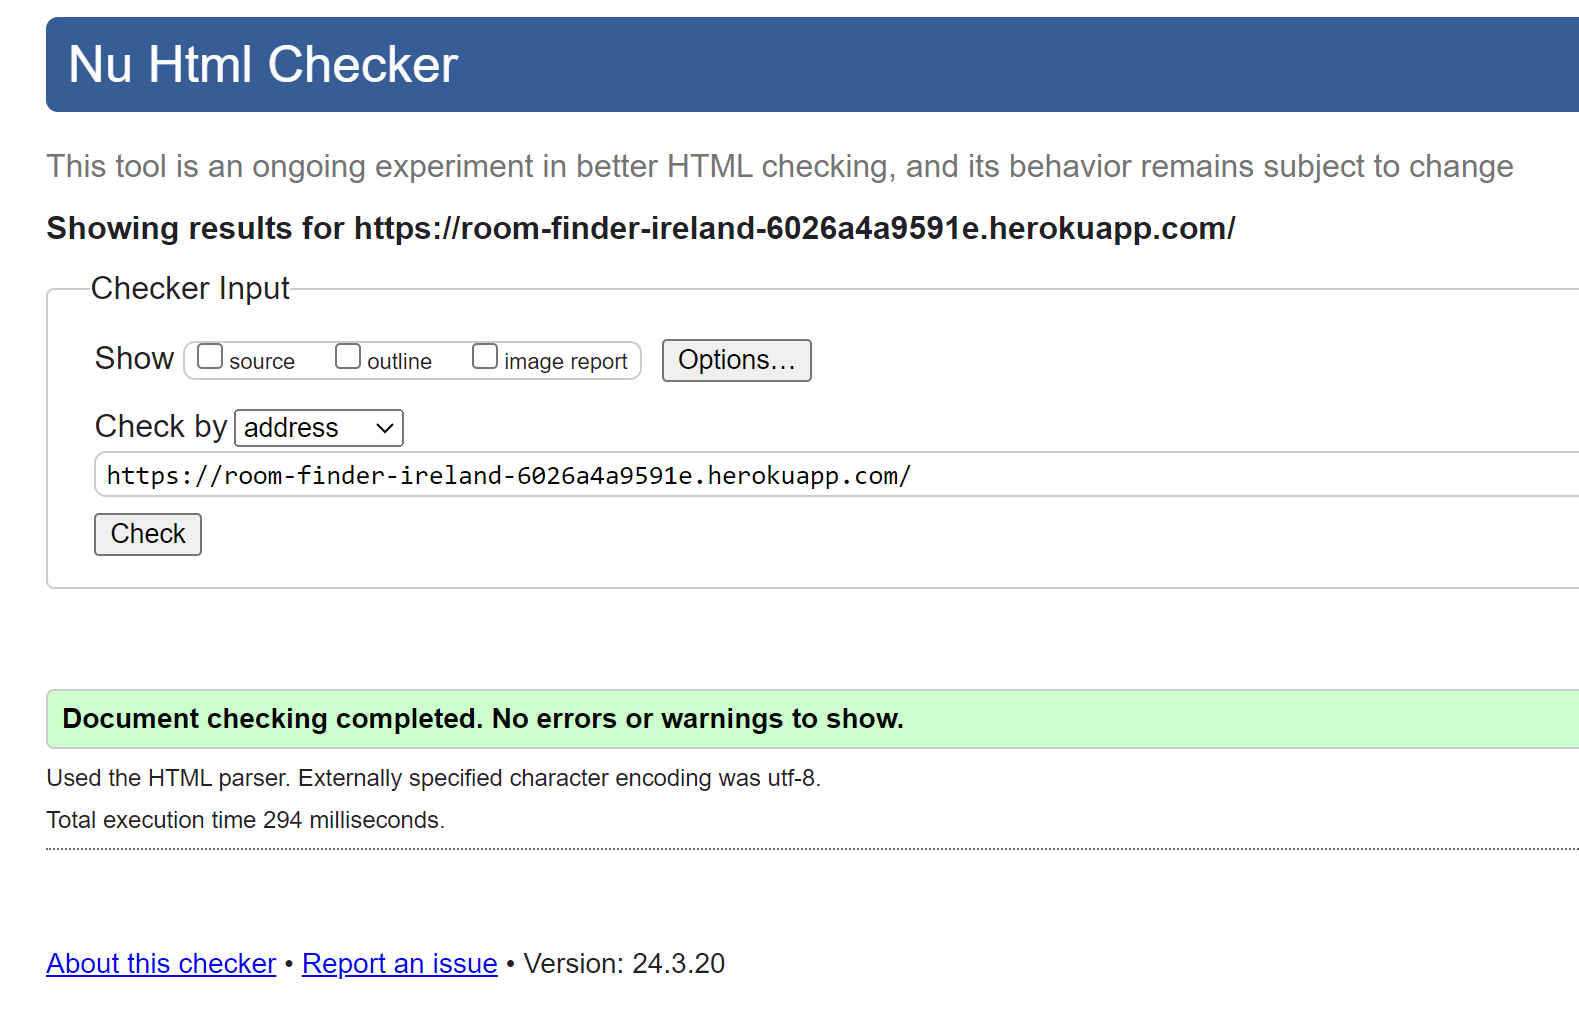 Nu Html Checker
This tool is an ongoing experiment in better HTML checking, and its behavior remains subject to change
Showing results for https://room-finder-ireland-6026a4a9591e.herokuapp.com/
Checker Input
Show source outline image report Options...
Check by address
https://room-finder-ireland-6026a4a9591e.herokuapp.com/
Check
Document checking completed. No errors or warnings to show.
Used the HTML parser. Externally specified character encoding was utf-8.
Total execution time 294 milliseconds.
About this checker • Report an issue • Version: 24.3.20